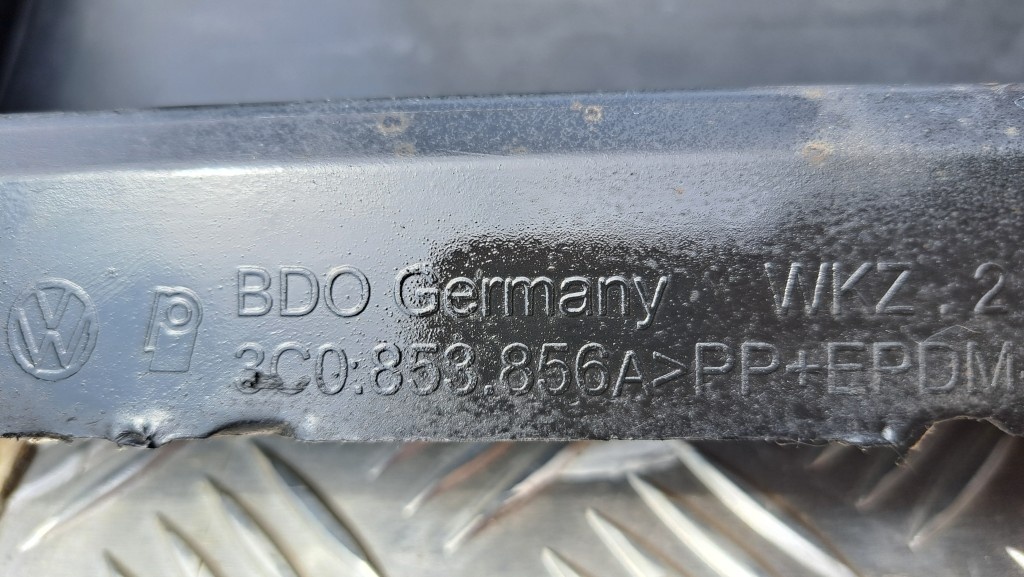 BDO Germany WKZ . 2
3C0:853.856A>PP+EPDM